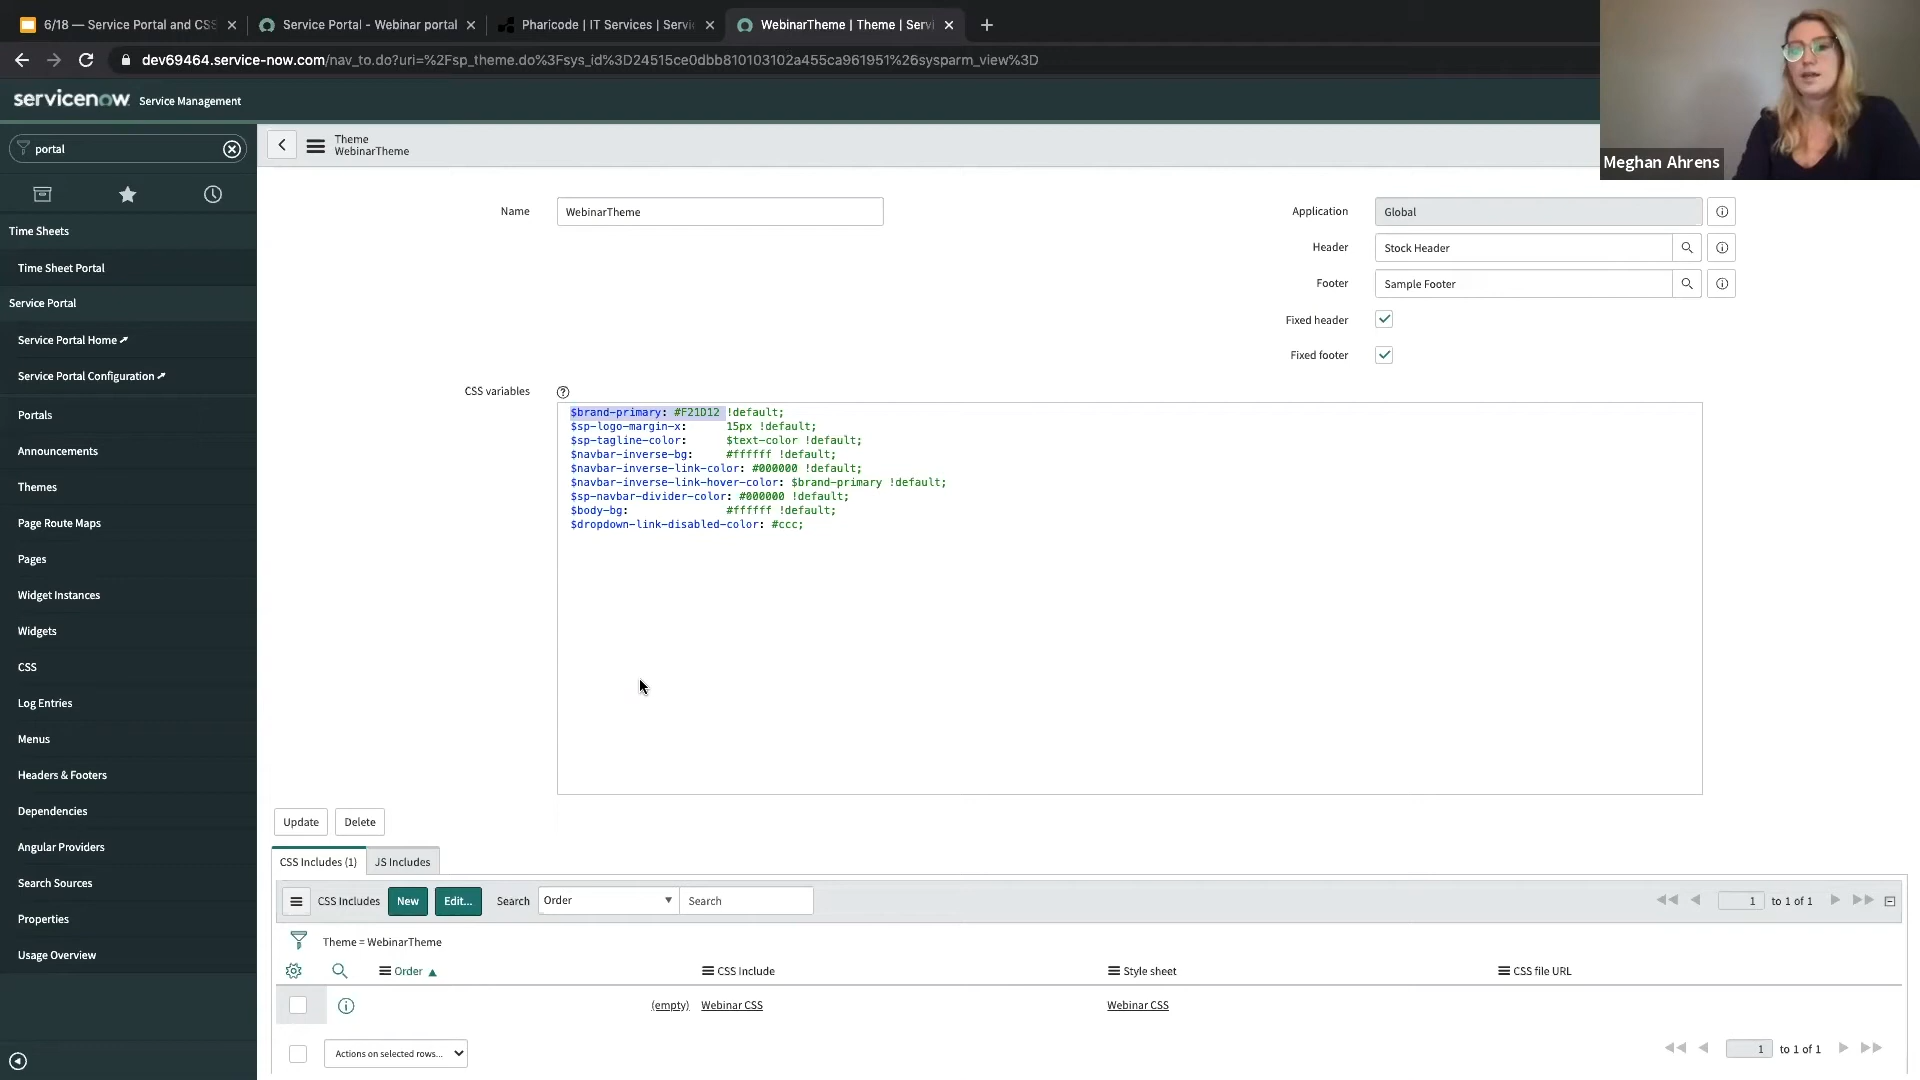 6/18 — Service Portal and CSS
Service Portal - Webinar portal
Pharicode | IT Services | Servi
WebinarTheme | Theme | Servi
dev69464.service-now.com/nav_to.do?uri=%2Fsp_theme.do%3Fsys_id%3D24515ce0dbb810103102a455ca961951%26sysparm_view%3D
servicenow Service Management
Meghan Ahrens
portal
Theme
WebinarTheme
Time Sheets
Time Sheet Portal
Service Portal
Service Portal Home
Service Portal Configuration
Portals
Announcements
Themes
Page Route Maps
Pages
Widget Instances
Widgets
CSS
Log Entries
Menus
Headers & Footers
Dependencies
Angular Providers
Search Sources
Properties
Usage Overview
Name WebinarTheme
Application Global
Header Stock Header
Footer Sample Footer
Fixed header
Fixed footer
CSS variables
$brand-primary: #F21D12 !default;
$sp-logo-margin-x: 15px !default;
$sp-tagline-color: $text-color !default;
$navbar-inverse-bg: #ffffff !default;
$navbar-inverse-link-color: #000000 !default;
$navbar-inverse-link-hover-color: $brand-primary !default;
$sp-navbar-divider-color: #000000 !default;
$body-bg: #ffffff !default;
$dropdown-link-disabled-color: #ccc;
Update Delete
CSS Includes (1) JS Includes
CSS Includes New Edit... Search Order Search 1 to 1 of 1
Theme = WebinarTheme
Order CSS Include Style sheet CSS file URL
(empty) Webinar CSS Webinar CSS
Actions on selected rows... 1 to 1 of 1